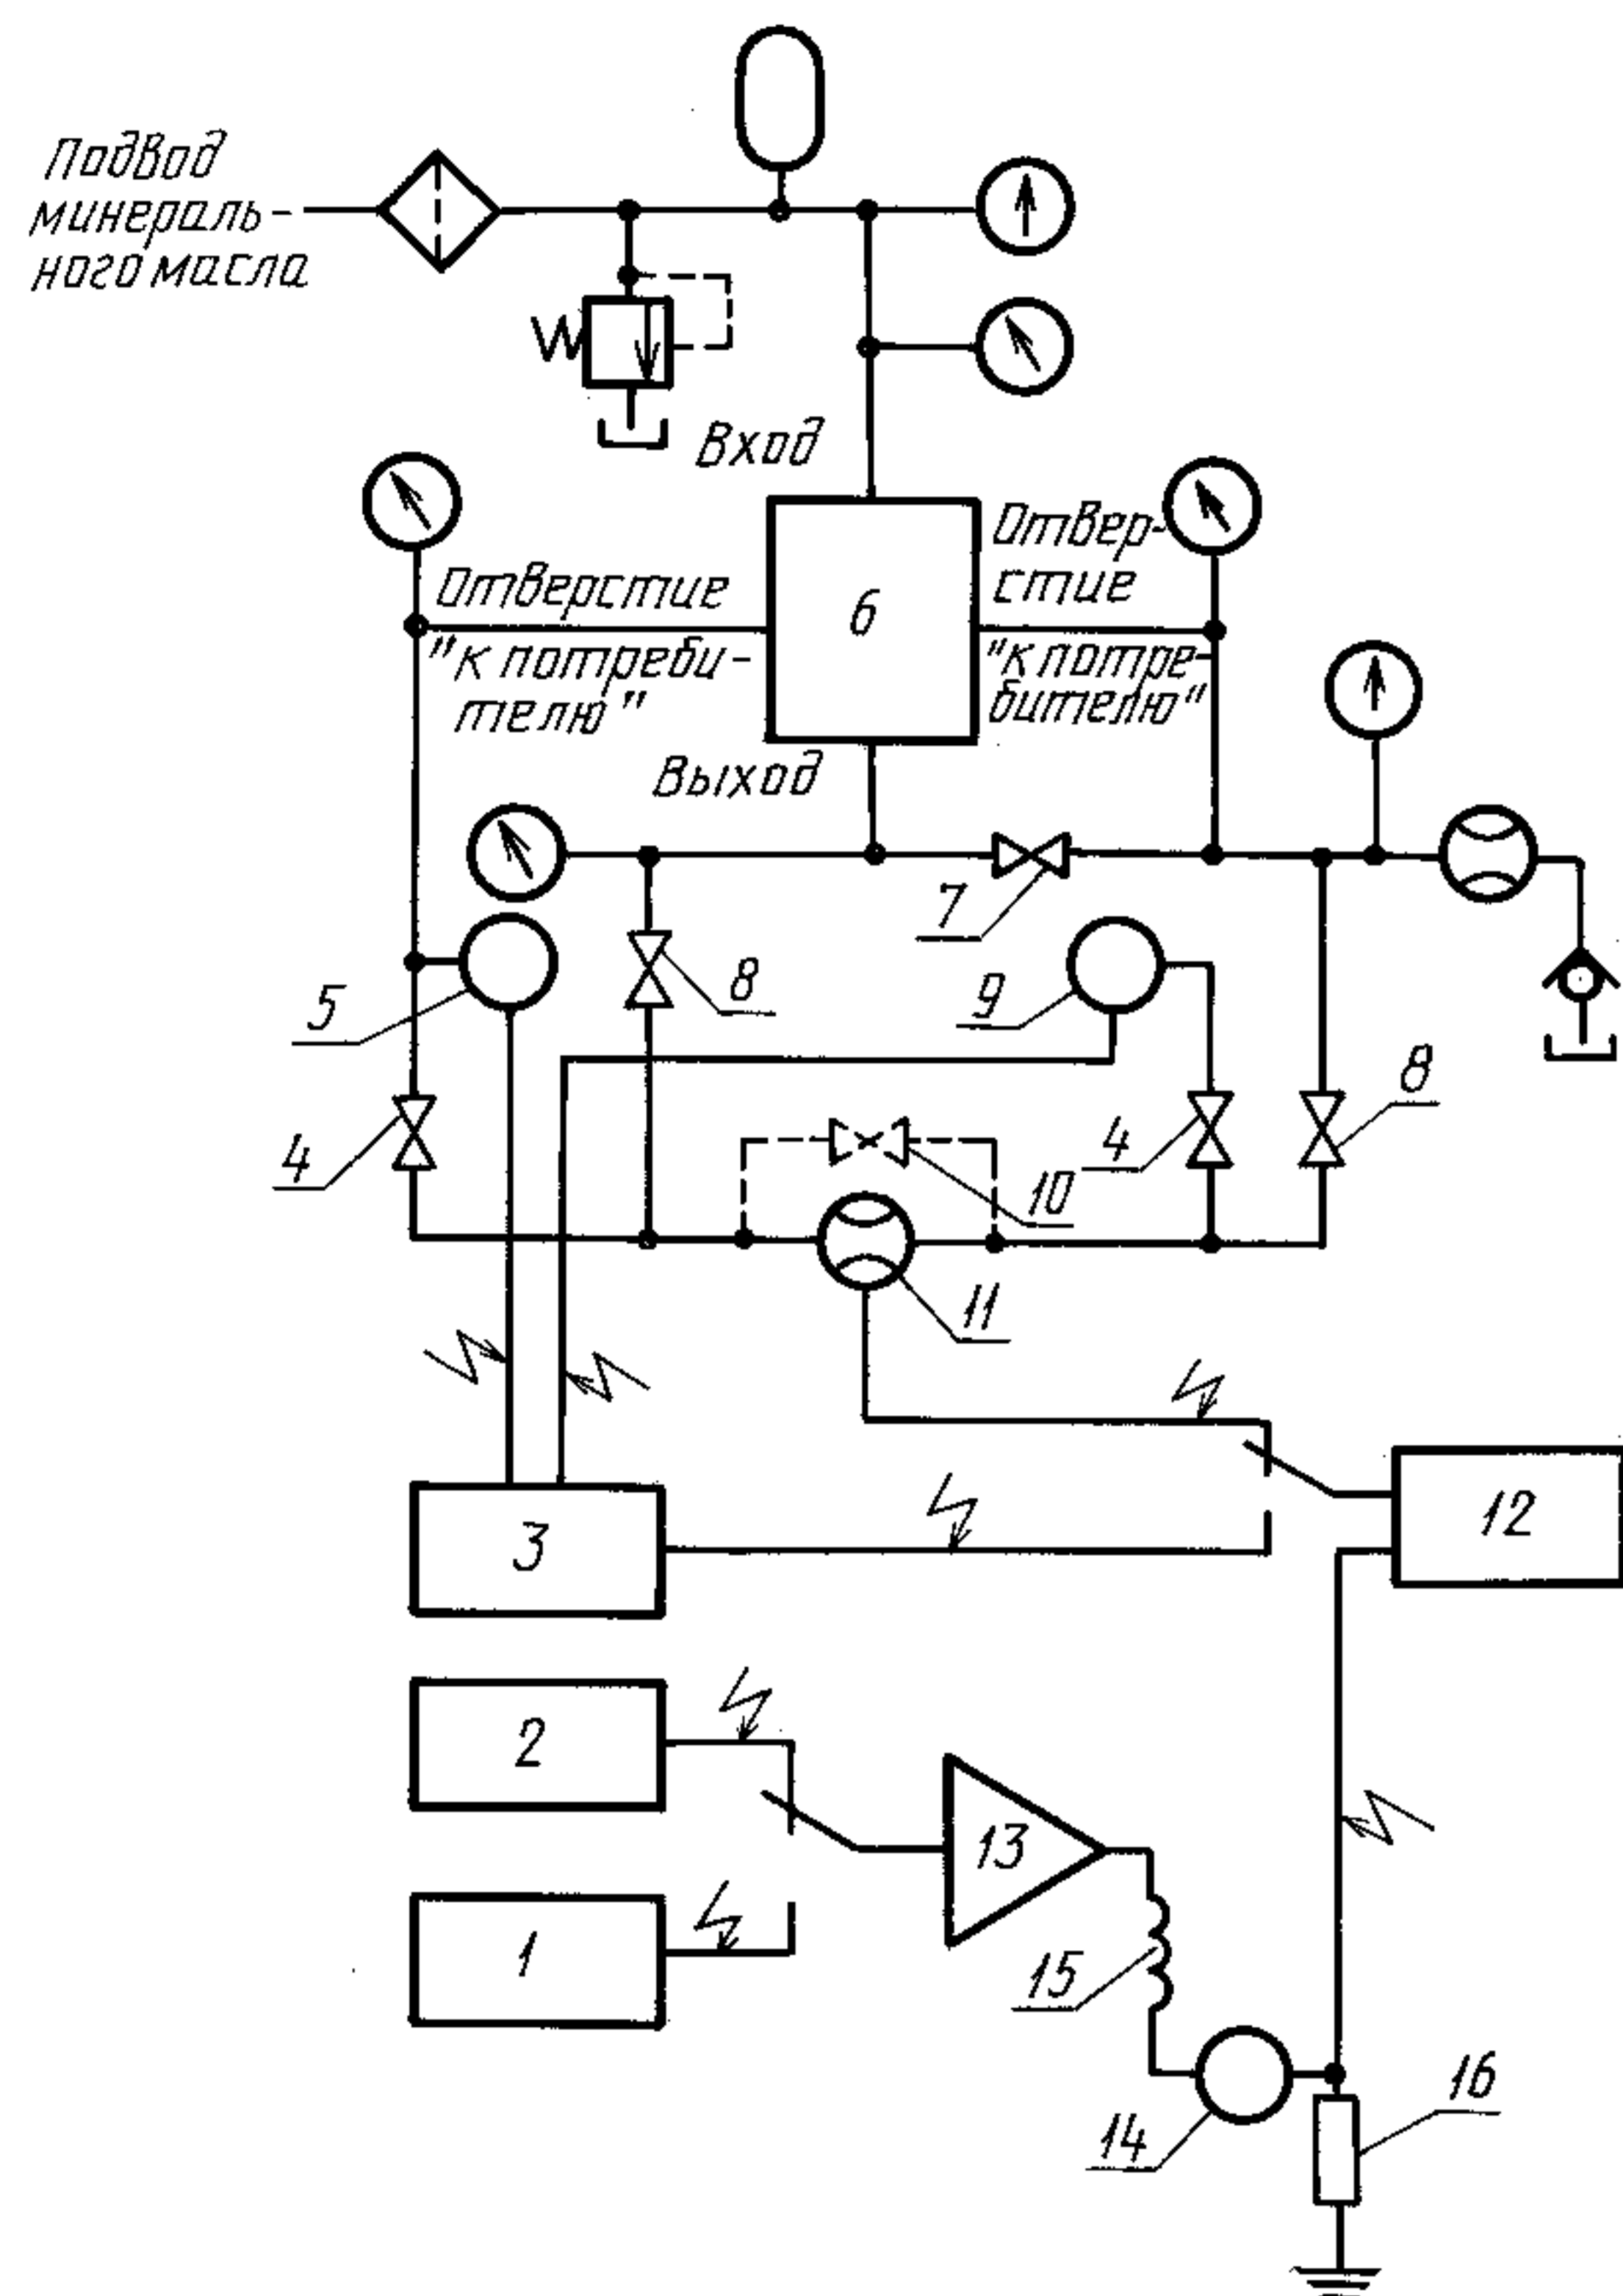 Подвод
минераль-
ного масла
Вход
Отверстие
"к потреби-
телю"
6
Отвер-
стие
"к потре-
бителю"
Выход
7
5
8
9
8
4
4
10
11
3
12
2
13
1
15
14
16